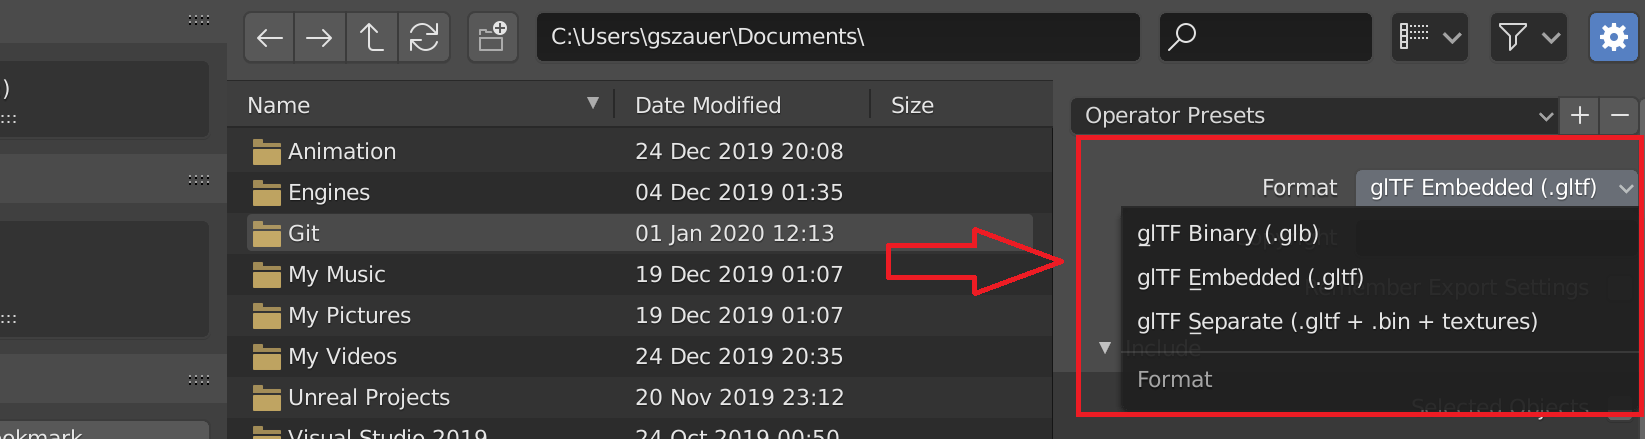 C:\Users\gszauer\Documents\
)
Name Date Modified Size
Operator Presets
Animation 24 Dec 2019 20:08
Engines 04 Dec 2019 01:35
Format glTF Embedded (.gltf)
Git 01 Jan 2020 12:13
glTF Binary (.glb)
My Music 19 Dec 2019 01:07
glTF Embedded (.gltf)
Remember Export Settings
My Pictures 19 Dec 2019 01:07
glTF Separate (.gltf + .bin + textures)
Include
My Videos 24 Dec 2019 20:35
Format
Unreal Projects 20 Nov 2019 23:12
Selected Objects
Visual Studio 2019 24 Oct 2019 00:50